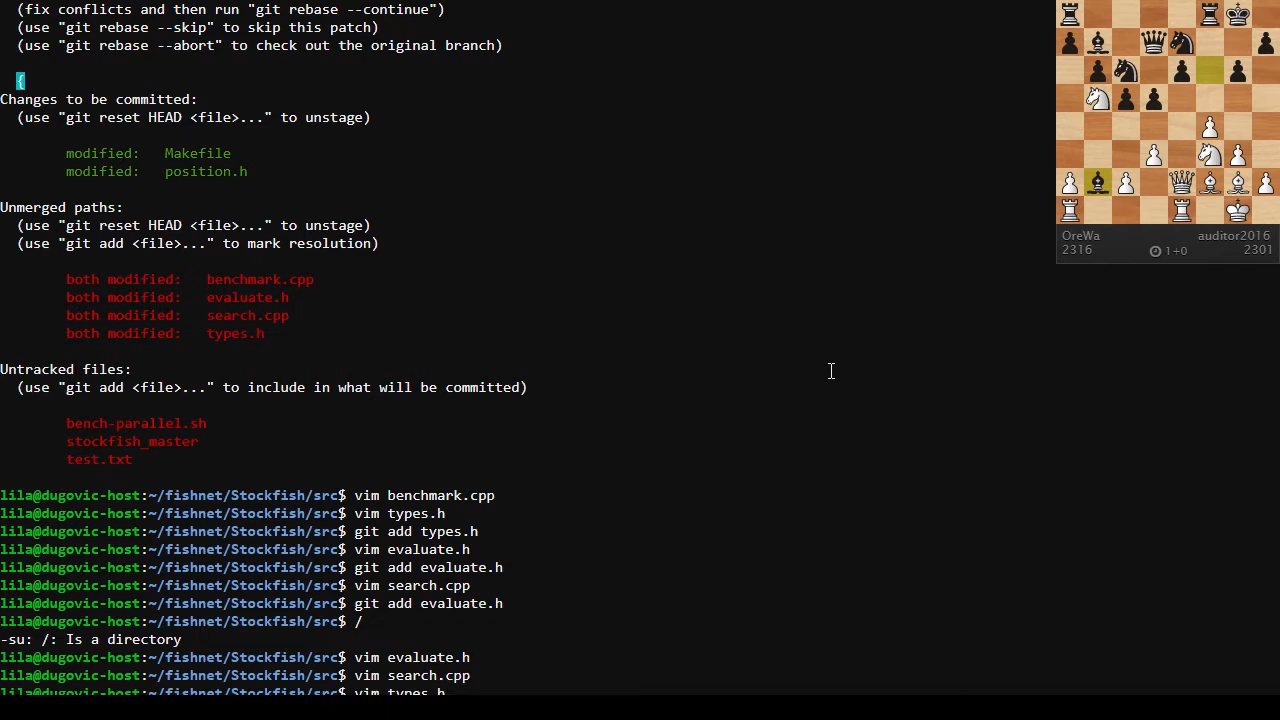 (fix conflicts and then run "git rebase --continue")
(use "git rebase --skip" to skip this patch)
(use "git rebase --abort" to check out the original branch)
{
Changes to be committed:
(use "git reset HEAD <file>..." to unstage)
modified: Makefile
modified: position.h
Unmerged paths:
(use "git reset HEAD <file>..." to unstage)
(use "git add <file>..." to mark resolution)
both modified: benchmark.cpp
both modified: evaluate.h
both modified: search.cpp
both modified: types.h
Untracked files:
(use "git add <file>..." to include in what will be committed)
bench-parallel.sh
stockfish_master
test.txt
lila@dugovic-host:~/fishnet/Stockfish/src$ vim benchmark.cpp
lila@dugovic-host:~/fishnet/Stockfish/src$ vim types.h
lila@dugovic-host:~/fishnet/Stockfish/src$ git add types.h
lila@dugovic-host:~/fishnet/Stockfish/src$ vim evaluate.h
lila@dugovic-host:~/fishnet/Stockfish/src$ git add evaluate.h
lila@dugovic-host:~/fishnet/Stockfish/src$ vim search.cpp
lila@dugovic-host:~/fishnet/Stockfish/src$ git add evaluate.h
lila@dugovic-host:~/fishnet/Stockfish/src$ /
-su: /: Is a directory
lila@dugovic-host:~/fishnet/Stockfish/src$ vim evaluate.h
lila@dugovic-host:~/fishnet/Stockfish/src$ vim search.cpp
lila@dugovic-host:~/fishnet/Stockfish/src$ vim types.h
OreWa auditor2016
2316 1+0 2301